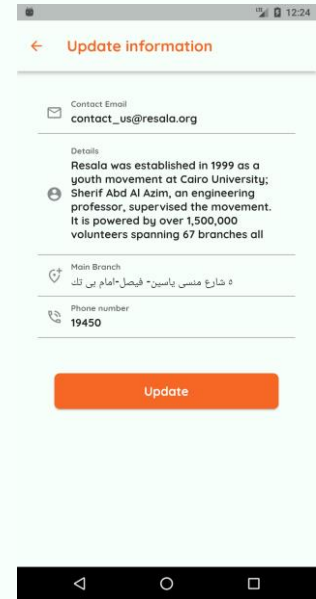 12:24
Update information
Contact Email
contact_us@resala.org
Details
Resala was established in 1999 as a
youth movement at Cairo University;
Sherif Abd Al Azim, an engineering
professor, supervised the movement.
It is powered by over 1,500,000
volunteers spanning 67 branches all
Main Branch
٥ شارع منسى ياسين- فيصل-امام بى تك
Phone number
19450
Update